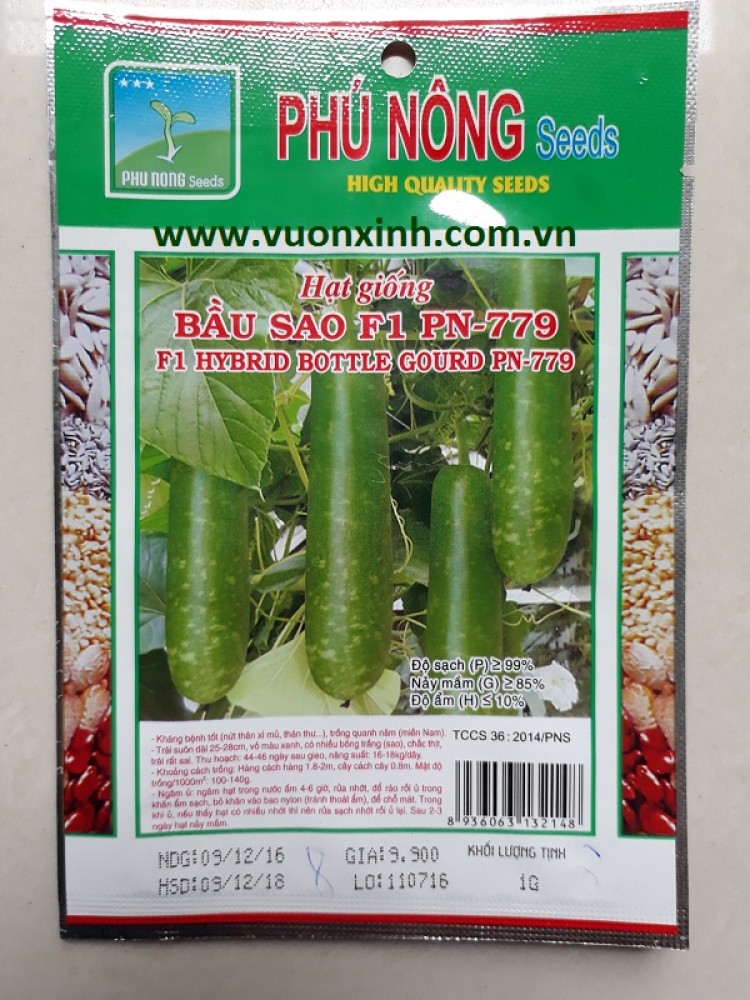 PHÚ NÔNG Seeds
PHU NONG Seeds
HIGH QUALITY SEEDS
www.vuonxinh.com.vn
Hạt giống
BẦU SAO F1 PN-779
F1 HYBRID BOTTLE GOURD PN-779
Độ sạch (P) ≥ 99%
Nảy mầm (G) ≥ 85%
Độ ẩm (H) ≤ 10%
- Kháng bệnh tốt (nứt thân xì mủ, thán thư...), trồng quanh năm (miền Nam).
- Trái suôn dài 25-28cm, vỏ màu xanh, có nhiều bông trắng (sao), chắc thịt,
trái rất sai. Thu hoạch: 44-46 ngày sau gieo, năng suất: 16-18kg/dây.
- Khoảng cách trồng: Hàng cách hàng 1.8-2m, cây cách cây 0.8m. Mật độ
trồng/1000m²: 100-140g.
- Ngâm ủ: ngâm hạt trong nước ấm 4-6 giờ, rửa nhớt, để ráo rồi ủ trong
khăn ẩm sạch, bỏ khăn vào bao nylon (tránh thoát ẩm), để chỗ mát. Trong
khi ủ, nếu thấy hạt có nhiều nhớt thì nên rửa sạch nhớt rồi ủ lại. Sau 2-3
ngày hạt nảy mầm.
TCCS 36 : 2014/PNS
8 936063 132148
NDG:09/12/16 GIA:9.900 KHỐI LƯỢNG TỊNH
HSD:09/12/18 LO:110716 1G